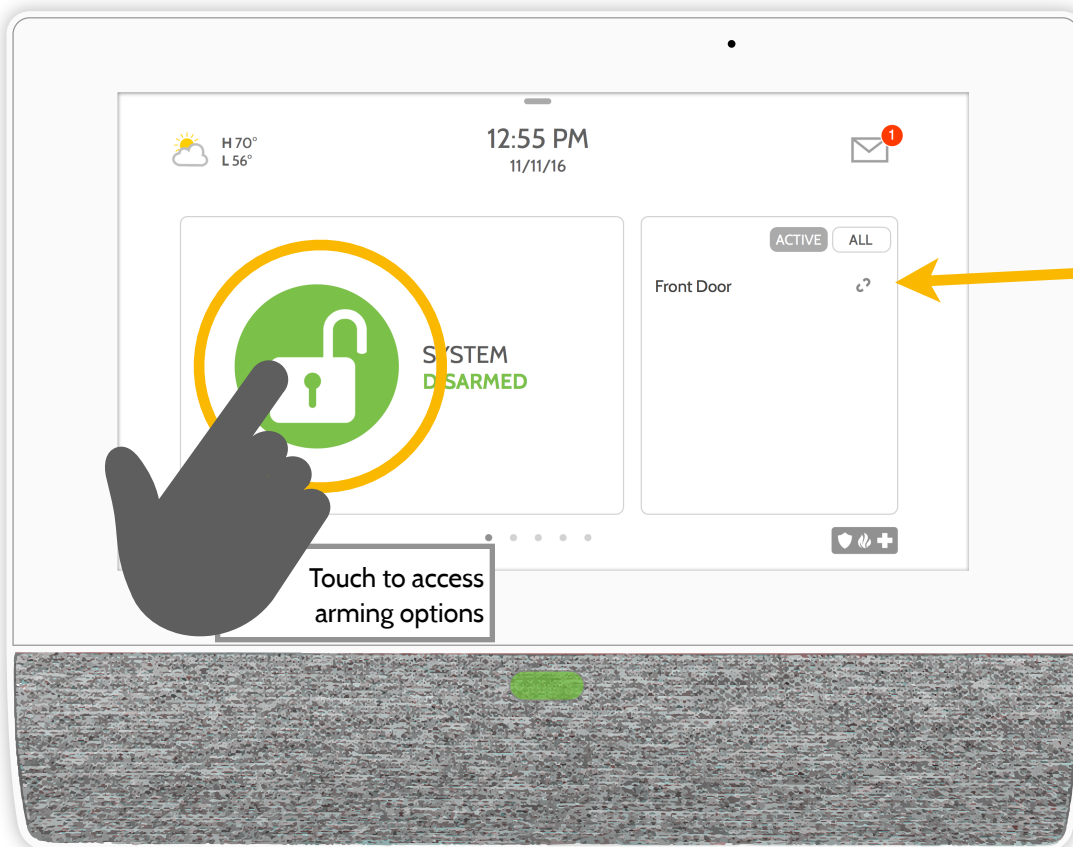 H 70°
L 56°
12:55 PM
11/11/16
1
ACTIVE
ALL
Front Door
SYSTEM
DISARMED
Touch to access
arming options